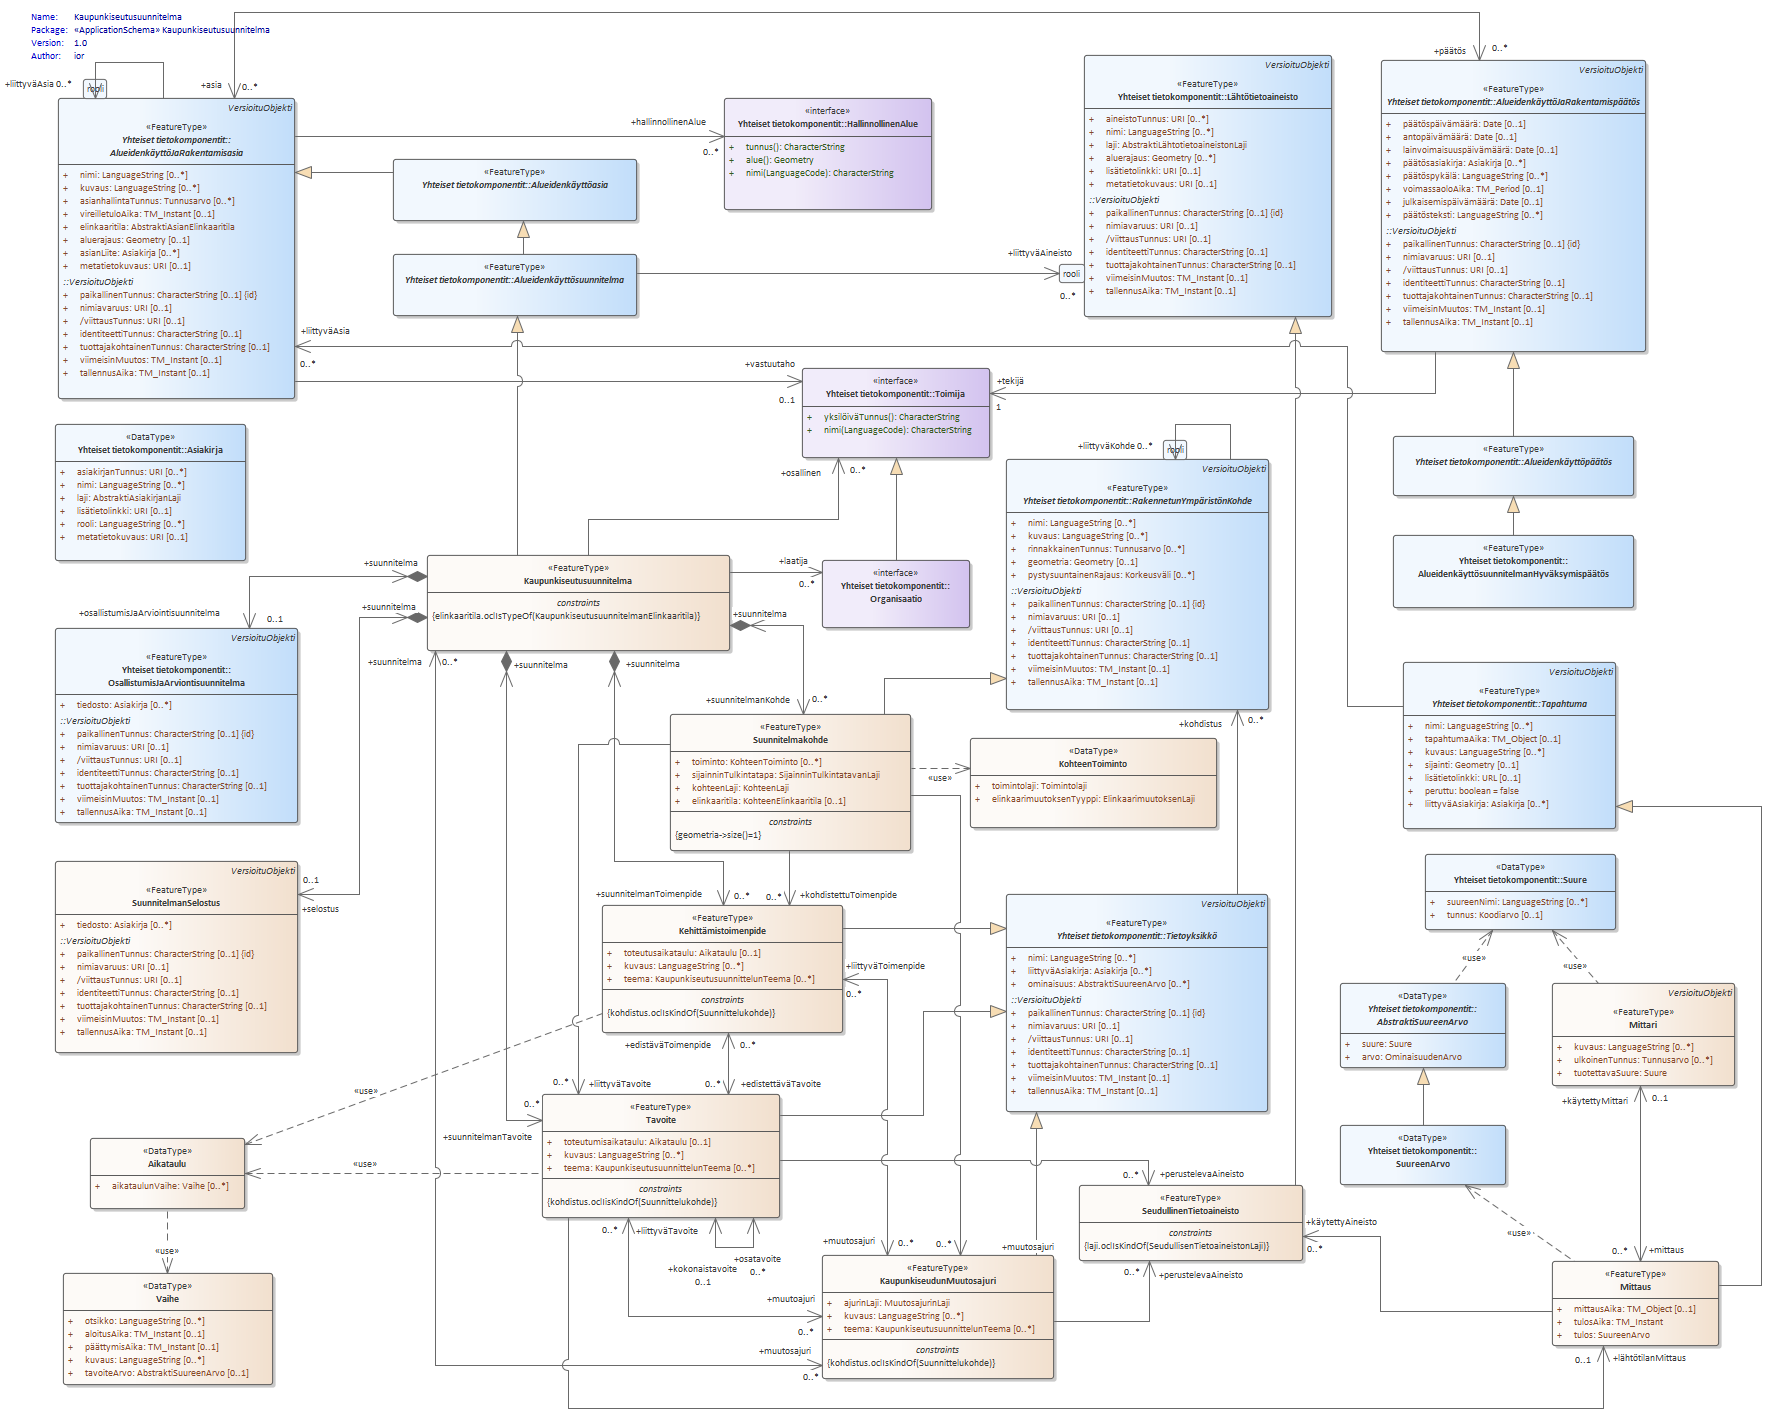 Name: Kaupunkiseutusuunnitelma
Package: «ApplicationSchema» Kaupunkiseutusuunnitelma
Version: 1.0
Author: ior
+liittyväAsia 0..*
rooli
+asia
0..*
+päätös
0..*
VersioituObjekti
«FeatureType»
Yhteiset tietokomponentit::
AlueidenkäyttöJaRakentamisasia
+ nimi: LanguageString [0..*]
+ kuvaus: LanguageString [0..*]
+ asianhallintaTunnus: Tunnusarvo [0..*]
+ vireilletuloAika: TM_Instant [0..1]
+ elinkaaritila: AbstraktiAsianElinkaaritila
+ aluerajaus: Geometry [0..1]
+ asianLiite: Asiakirja [0..*]
+ metatietokuvaus: URI [0..1]
::VersioituObjekti
+ paikallinenTunnus: CharacterString [0..1] {id}
+ nimiavaruus: URI [0..1]
+ /viittausTunnus: URI [0..1]
+ identiteettiTunnus: CharacterString [0..1]
+ tuottajakohtainenTunnus: CharacterString [0..1]
+ viimeisinMuutos: TM_Instant [0..1]
+ tallennusAika: TM_Instant [0..1]
+hallinnollinenAlue
0..*
«interface»
Yhteiset tietokomponentit::HallinnollinenAlue
+ tunnus(): CharacterString
+ alue(): Geometry
+ nimi(LanguageCode): CharacterString
«FeatureType»
Yhteiset tietokomponentit::Alueidenkäyttöasia
«FeatureType»
Yhteiset tietokomponentit::Alueidenkäyttösuunnitelma
+liittyväAineisto
rooli
0..*
VersioituObjekti
«FeatureType»
Yhteiset tietokomponentit::Lähtötietoaineisto
+ aineistoTunnus: URI [0..*]
+ nimi: LanguageString [0..*]
+ laji: AbstraktiLähtotietoaineistonLaji
+ aluerajaus: Geometry [0..*]
+ lisätietolinkki: URI [0..1]
+ metatietokuvaus: URI [0..1]
::VersioituObjekti
+ paikallinenTunnus: CharacterString [0..1] {id}
+ nimiavaruus: URI [0..1]
+ /viittausTunnus: URI [0..1]
+ identiteettiTunnus: CharacterString [0..1]
+ tuottajakohtainenTunnus: CharacterString [0..1]
+ viimeisinMuutos: TM_Instant [0..1]
+ tallennusAika: TM_Instant [0..1]
VersioituObjekti
«FeatureType»
Yhteiset tietokomponentit::AlueidenkäyttöJaRakentamispäätös
+ päätöspäivämäärä: Date [0..1]
+ antopäivämäärä: Date [0..1]
+ lainvoimaisuuspäivämäärä: Date [0..1]
+ päätösasiakirja: Asiakirja [0..*]
+ päätöspykälä: LanguageString [0..*]
+ voimassaoloAika: TM_Period [0..1]
+ julkaisemispäivämäärä: Date [0..1]
+ päätösteksti: LanguageString [0..*]
::VersioituObjekti
+ paikallinenTunnus: CharacterString [0..1] {id}
+ nimiavaruus: URI [0..1]
+ /viittausTunnus: URI [0..1]
+ identiteettiTunnus: CharacterString [0..1]
+ tuottajakohtainenTunnus: CharacterString [0..1]
+ viimeisinMuutos: TM_Instant [0..1]
+ tallennusAika: TM_Instant [0..1]
+liittyväAsia
0..*
+vastuutaho
0..1
«interface»
Yhteiset tietokomponentit::Toimija
+ yksilöiväTunnus(): CharacterString
+ nimi(LanguageCode): CharacterString
+tekijä
1
«DataType»
Yhteiset tietokomponentit::Asiakirja
+ asiakirjanTunnus: URI [0..*]
+ nimi: LanguageString [0..*]
+ laji: AbstraktiAsiakirjanLaji
+ lisätietolinkki: URI [0..1]
+ rooli: LanguageString [0..*]
+ metatietokuvaus: URI [0..1]
+osallinen
0..*
+liittyväKohde 0..*
rooli
VersioituObjekti
«FeatureType»
Yhteiset tietokomponentit::RakennetunYmpäristönKohde
+ nimi: LanguageString [0..*]
+ kuvaus: LanguageString [0..*]
+ rinnakkainenTunnus: Tunnusarvo [0..*]
+ geometria: Geometry [0..1]
+ pystysuuntainenRajaus: Korkeusväli [0..*]
::VersioituObjekti
+ paikallinenTunnus: CharacterString [0..1] {id}
+ nimiavaruus: URI [0..1]
+ /viittausTunnus: URI [0..1]
+ identiteettiTunnus: CharacterString [0..1]
+ tuottajakohtainenTunnus: CharacterString [0..1]
+ viimeisinMuutos: TM_Instant [0..1]
+ tallennusAika: TM_Instant [0..1]
«FeatureType»
Yhteiset tietokomponentit::Alueidenkäyttöpäätös
«FeatureType»
Yhteiset tietokomponentit::
AlueidenkäyttösuunnitelmanHyväksymispäätös
«FeatureType»
Kaupunkiseutusuunnitelma
constraints
{elinkaaritila.oclIsTypeOf(KaupunkiseutusuunnitelmanElinkaaritila)}
+laatija
0..*
«interface»
Yhteiset tietokomponentit::
Organisaatio
+suunnitelma
+osallistumisJaArviointisuunnitelma
0..1
+suunnitelma
+suunnitelma
+suunnitelma 0..*
+suunnitelma
+suunnitelma
VersioituObjekti
«FeatureType»
Yhteiset tietokomponentit::
OsallistumisJaArviontisuunnitelma
+ tiedosto: Asiakirja [0..*]
::VersioituObjekti
+ paikallinenTunnus: CharacterString [0..1] {id}
+ nimiavaruus: URI [0..1]
+ /viittausTunnus: URI [0..1]
+ identiteettiTunnus: CharacterString [0..1]
+ tuottajakohtainenTunnus: CharacterString [0..1]
+ viimeisinMuutos: TM_Instant [0..1]
+ tallennusAika: TM_Instant [0..1]
+suunnitelmanKohde
0..*
«FeatureType»
Suunnitelmakohde
+ toiminto: KohteenToiminto [0..*]
+ sijainninTulkintatapa: SijainninTulkintatavanLaji
+ kohteenLaji: KohteenLaji
+ elinkaaritila: KohteenElinkaaritila [0..1]
constraints
{geometria->size()=1}
«use»
«DataType»
KohteenToiminto
+ toimintolaji: Toimintolaji
+ elinkaarimuutoksenTyyppi: ElinkaarimuutoksenLaji
+kohdistus
0..*
VersioituObjekti
«FeatureType»
Yhteiset tietokomponentit::Tapahtuma
+ nimi: LanguageString [0..*]
+ tapahtumaAika: TM_Object [0..1]
+ kuvaus: LanguageString [0..*]
+ sijainti: Geometry [0..1]
+ lisätietolinkki: URL [0..1]
+ peruttu: boolean = false
+ liittyväAsiakirja: Asiakirja [0..*]
VersioituObjekti
«FeatureType»
SuunnitelmanSelostus
+ tiedosto: Asiakirja [0..*]
::VersioituObjekti
+ paikallinenTunnus: CharacterString [0..1] {id}
+ nimiavaruus: URI [0..1]
+ /viittausTunnus: URI [0..1]
+ identiteettiTunnus: CharacterString [0..1]
+ tuottajakohtainenTunnus: CharacterString [0..1]
+ viimeisinMuutos: TM_Instant [0..1]
+ tallennusAika: TM_Instant [0..1]
0..1
+selostus
+suunnitelmanToimenpide
0..*
0..*
+kohdistettuToimenpide
«FeatureType»
Kehittämistoimenpide
+ toteutusaikataulu: Aikataulu [0..1]
+ kuvaus: LanguageString [0..*]
+ teema: KaupunkiseutusuunnittelunTeema [0..*]
constraints
{kohdistus.oclIsKindOf(Suunnittelukohde)}
+liittyväToimenpide
0..*
VersioituObjekti
«FeatureType»
Yhteiset tietokomponentit::Tietoyksikkö
+ nimi: LanguageString [0..*]
+ liittyväAsiakirja: Asiakirja [0..*]
+ ominaisuus: AbstraktiSuureenArvo [0..*]
::VersioituObjekti
+ paikallinenTunnus: CharacterString [0..1] {id}
+ nimiavaruus: URI [0..1]
+ /viittausTunnus: URI [0..1]
+ identiteettiTunnus: CharacterString [0..1]
+ tuottajakohtainenTunnus: CharacterString [0..1]
+ viimeisinMuutos: TM_Instant [0..1]
+ tallennusAika: TM_Instant [0..1]
«DataType»
Yhteiset tietokomponentit::Suure
+ suureenNimi: LanguageString [0..*]
+ tunnus: Koodiarvo [0..1]
«use»
«use»
«DataType»
Yhteiset tietokomponentit::
AbstraktiSuureenArvo
+ suure: Suure
+ arvo: OminaisuudenArvo
VersioituObjekti
«FeatureType»
Mittari
+ kuvaus: LanguageString [0..*]
+ ulkoinenTunnus: Tunnusarvo [0..*]
+ tuotettavaSuure: Suure
+käytettyMittari
0..1
«DataType»
Yhteiset tietokomponentit::
SuureenArvo
«use»
+edistäväToimenpide
0..*
0..*
+liittyväTavoite
0..*
+edistettäväTavoite
«use»
0..*
+suunnitelmanTavoite
«use»
«FeatureType»
Tavoite
+ toteutumisaikataulu: Aikataulu [0..1]
+ kuvaus: LanguageString [0..*]
+ teema: KaupunkiseutusuunnittelunTeema [0..*]
constraints
{kohdistus.oclIsKindOf(Suunnittelukohde)}
«DataType»
Aikataulu
+ aikataulunVaihe: Vaihe [0..*]
«use»
«DataType»
Vaihe
+ otsikko: LanguageString [0..*]
+ aloitusAika: TM_Instant [0..1]
+ päättymisAika: TM_Instant [0..1]
+ kuvaus: LanguageString [0..*]
+ tavoiteArvo: AbstraktiSuureenArvo [0..1]
0..*
+liittyväTavoite
+kokonaistavoite
0..1
+osatavoite
0..*
+muutosajuri
0..*
0..*
+muutosajuri
+muutoajuri
0..*
+muutosajuri
0..*
«FeatureType»
KaupunkiseudunMuutosajuri
+ ajurinLaji: MuutosajurinLaji
+ kuvaus: LanguageString [0..*]
+ teema: KaupunkiseutusuunnittelunTeema [0..*]
constraints
{kohdistus.oclIsKindOf(Suunnittelukohde)}
0..*
+perustelevaAineisto
«FeatureType»
SeudullinenTietoaineisto
constraints
{laji.oclIsKindOf(SeudullisenTietoaineistonLaji)}
0..*
+perustelevaAineisto
+käytettyAineisto
0..*
0..*
+mittaus
«FeatureType»
Mittaus
+ mittausAika: TM_Object [0..1]
+ tulosAika: TM_Instant
+ tulos: SuureenArvo
0..1
+lähtötilanMittaus